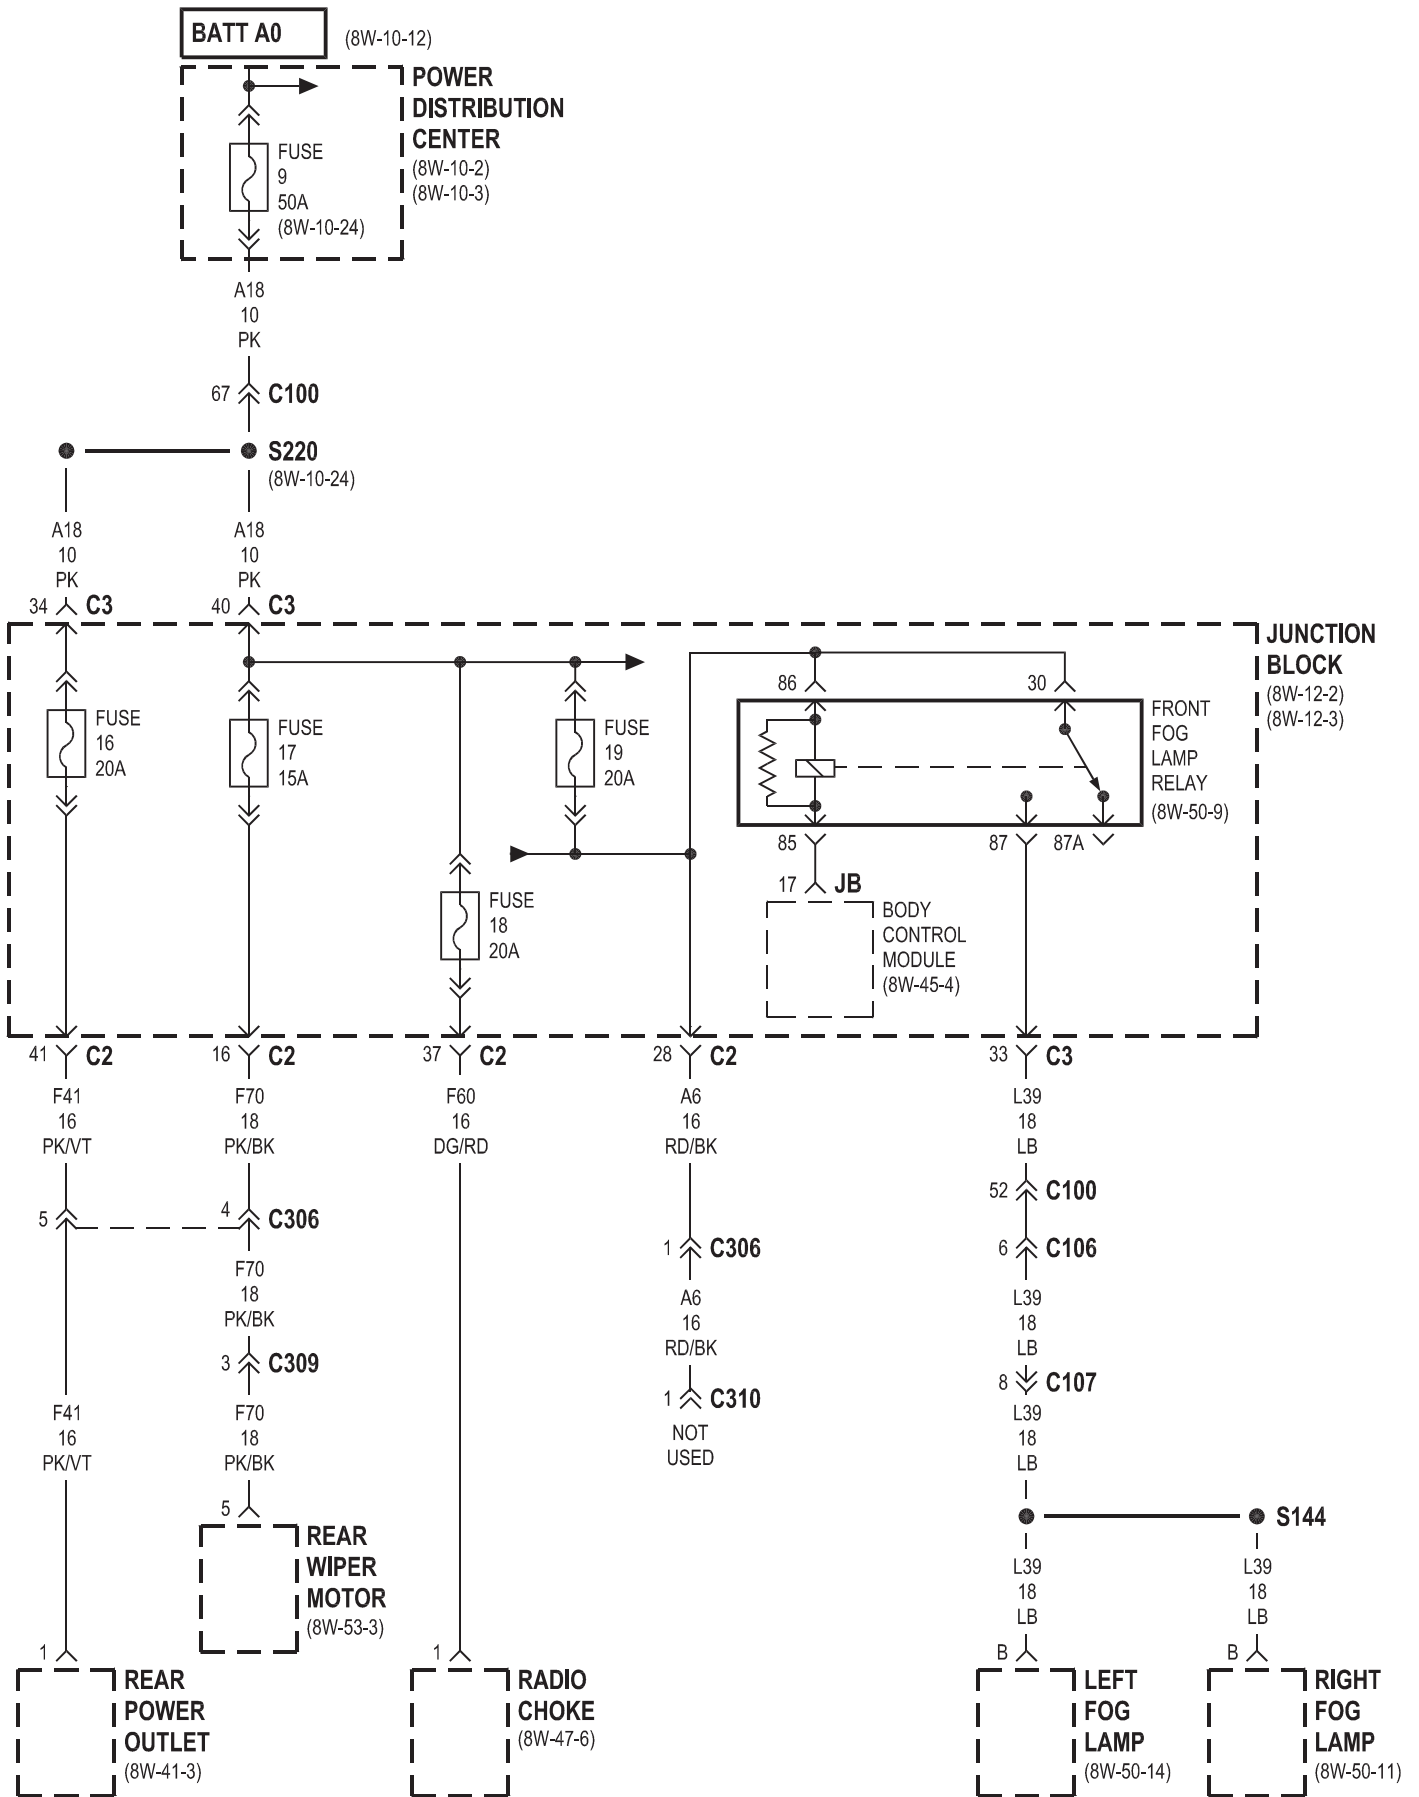 BATT A0
(8W-10-12)
POWER
DISTRIBUTION
CENTER
(8W-10-2)
(8W-10-3)
FUSE
9
50A
(8W-10-24)
A18
10
PK
67
C100
S220
(8W-10-24)
A18
10
PK
A18
10
PK
34
C3
40
C3
JUNCTION
BLOCK
(8W-12-2)
(8W-12-3)
86
30
FUSE
16
20A
FUSE
17
15A
FUSE
19
20A
FRONT
FOG
LAMP
RELAY
(8W-50-9)
85
87
87A
17
JB
FUSE
18
20A
BODY
CONTROL
MODULE
(8W-45-4)
41
C2
16
C2
37
C2
28
C2
33
C3
F41
16
PK/VT
F70
18
PK/BK
F60
16
DG/RD
A6
16
RD/BK
L39
18
LB
52
C100
5
4
C306
1
C306
6
C106
F70
18
PK/BK
A6
16
RD/BK
L39
18
LB
3
C309
8
C107
1
C310
NOT
USED
F41
16
PK/VT
F70
18
PK/BK
L39
18
LB
5
S144
REAR
WIPER
MOTOR
(8W-53-3)
L39
18
LB
L39
18
LB
1
1
B
B
REAR
POWER
OUTLET
(8W-41-3)
RADIO
CHOKE
(8W-47-6)
LEFT
FOG
LAMP
(8W-50-14)
RIGHT
FOG
LAMP
(8W-50-11)